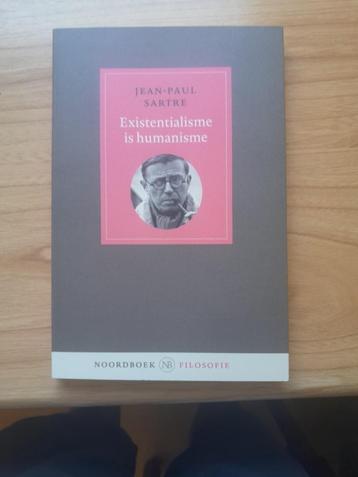 JEAN-PAUL
SARTRE
Existentialisme
is humanisme
NOORDBOEK NB FILOSOFIE